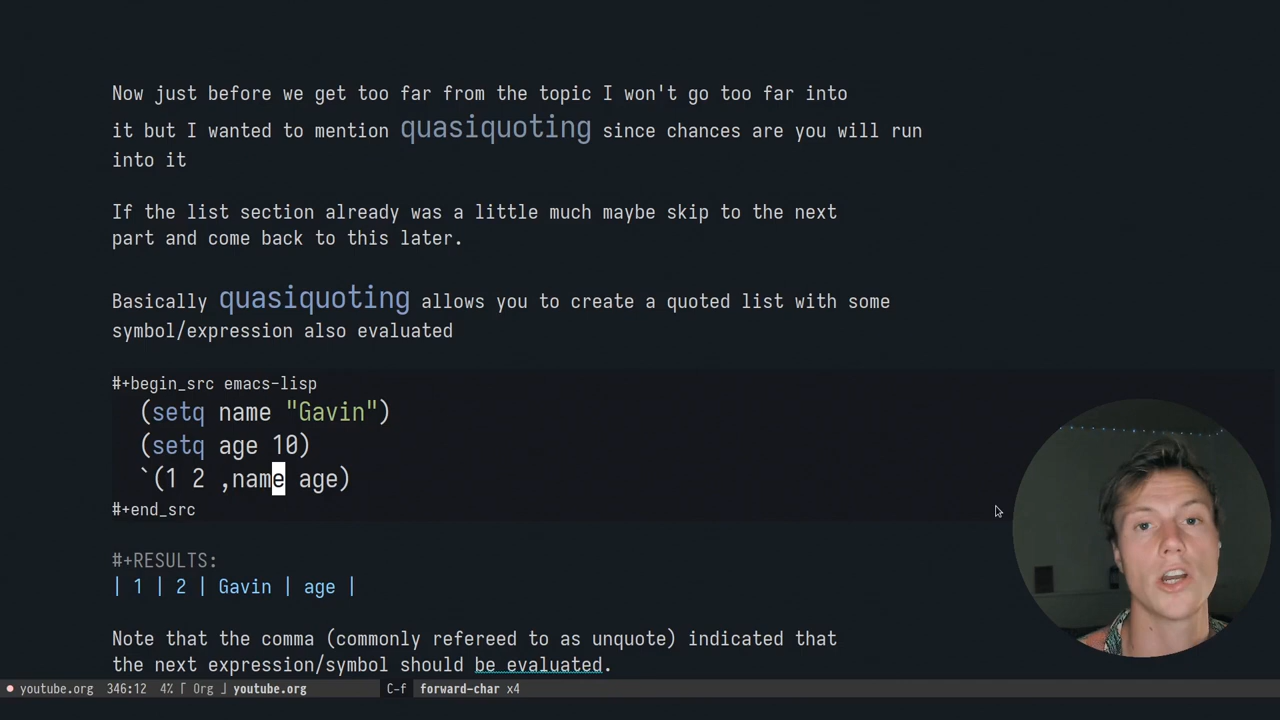 Now just before we get too far from the topic I won't go too far into
it but I wanted to mention quasiquoting since chances are you will run
into it
If the list section already was a little much maybe skip to the next
part and come back to this later.
Basically quasiquoting allows you to create a quoted list with some
symbol/expression also evaluated
#+begin_src emacs-lisp
(setq name "Gavin")
(setq age 10)
`(1 2 ,name age)
#+end_src
#+RESULTS:
| 1 | 2 | Gavin | age |
Note that the comma (commonly refereed to as unquote) indicated that
the next expression/symbol should be evaluated.
youtube.org 346:12 4% ｢ Org ｣ youtube.org C-f forward-char x4